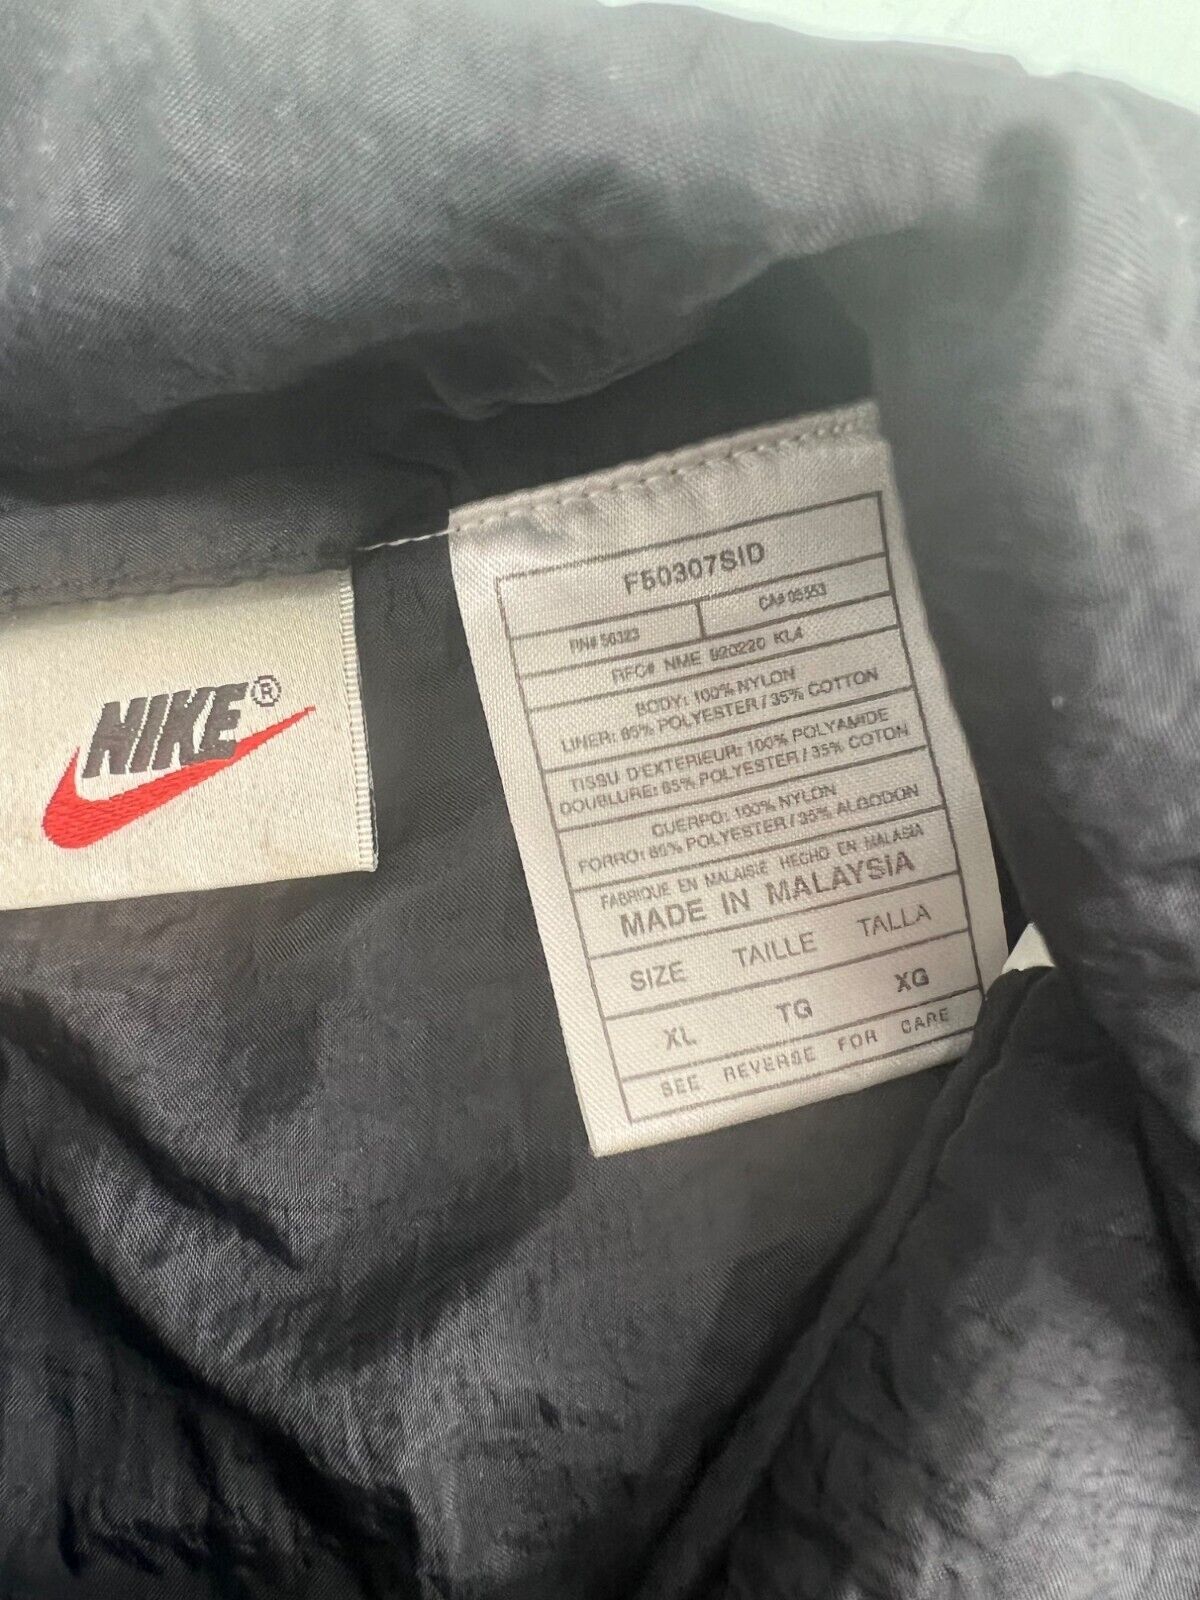 NIKE®
F50307SID
RN# 56323
CA# 05553
RFC# NME 920220 KL4
BODY: 100% NYLON
LINER: 65% POLYESTER / 35% COTTON
TISSU D'EXTERIEUR: 100% POLYAMIDE
DOUBLURE: 65% POLYESTER / 35% COTON
CUERPO: 100% NYLON
FORRO: 65% POLYESTER / 35% ALGODON
FABRIQUE EN MALAISIE HECHO EN MALASIA
MADE IN MALAYSIA
SIZE TAILLE TALLA
XL TG XG
SEE REVERSE FOR CARE